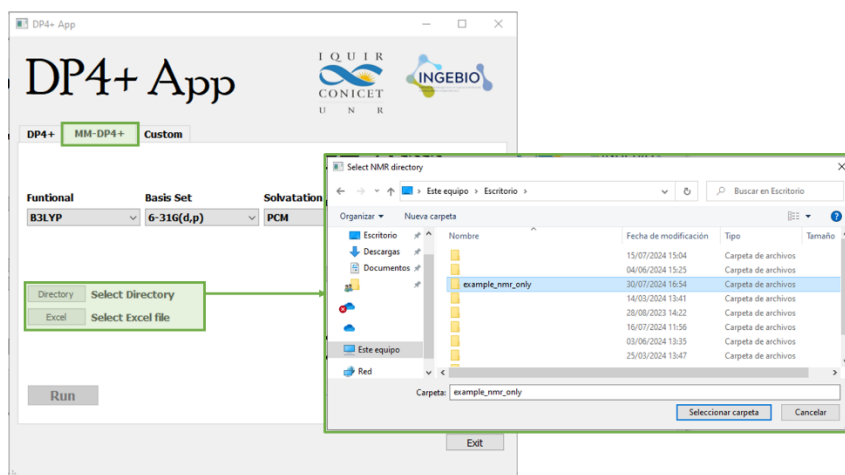 DP4+ App
DP4+ App
I Q U I R
CONICET
U N R
INGEBIO
DP4+ MM-DP4+ Custom
Funtional Basis Set Solvatation
B3LYP 6-31G(d,p) PCM
Directory Select Directory
Excel Select Excel file
Run
Exit
Select NMR directory
Este equipo › Escritorio ›
Buscar en Escritorio
Organizar Nueva carpeta
Escritorio
Descargas
Documentos
Este equipo
Red
Nombre Fecha de modificación Tipo Tamaño
15/07/2024 15:04 Carpeta de archivos
04/06/2024 15:25 Carpeta de archivos
example_nmr_only 30/07/2024 16:54 Carpeta de archivos
14/03/2024 13:41 Carpeta de archivos
28/08/2023 14:22 Carpeta de archivos
16/07/2024 11:56 Carpeta de archivos
03/06/2024 13:35 Carpeta de archivos
25/03/2024 13:47 Carpeta de archivos
Carpeta: example_nmr_only
Seleccionar carpeta Cancelar